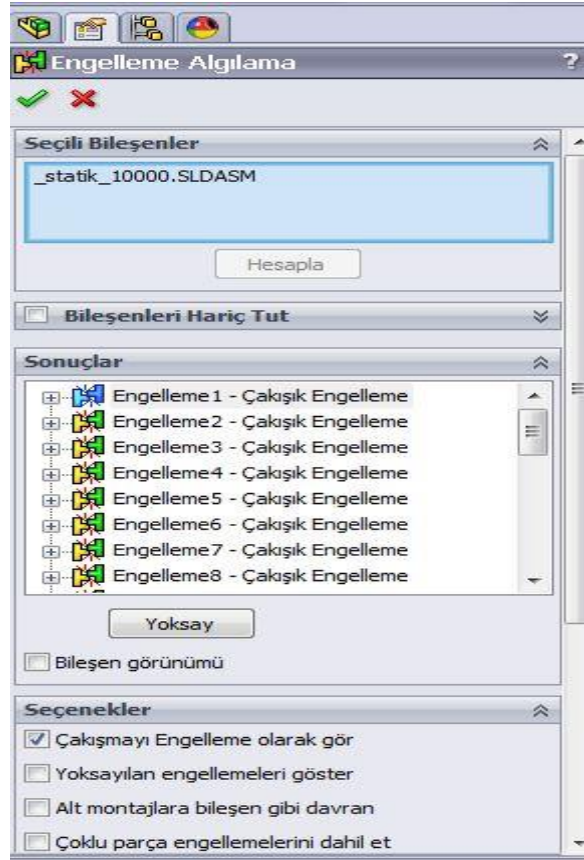 Engelleme Algılama ?
Seçili Bileşenler
_statik_10000.SLDASM
Hesapla
Bileşenleri Hariç Tut
Sonuçlar
Engelleme1 - Çakışık Engelleme
Engelleme2 - Çakışık Engelleme
Engelleme3 - Çakışık Engelleme
Engelleme4 - Çakışık Engelleme
Engelleme5 - Çakışık Engelleme
Engelleme6 - Çakışık Engelleme
Engelleme7 - Çakışık Engelleme
Engelleme8 - Çakışık Engelleme
Yoksay
Bileşen görünümü
Seçenekler
Çakışmayı Engelleme olarak gör
Yoksayılan engellemeleri göster
Alt montajlara bileşen gibi davran
Çoklu parça engellemelerini dahil et